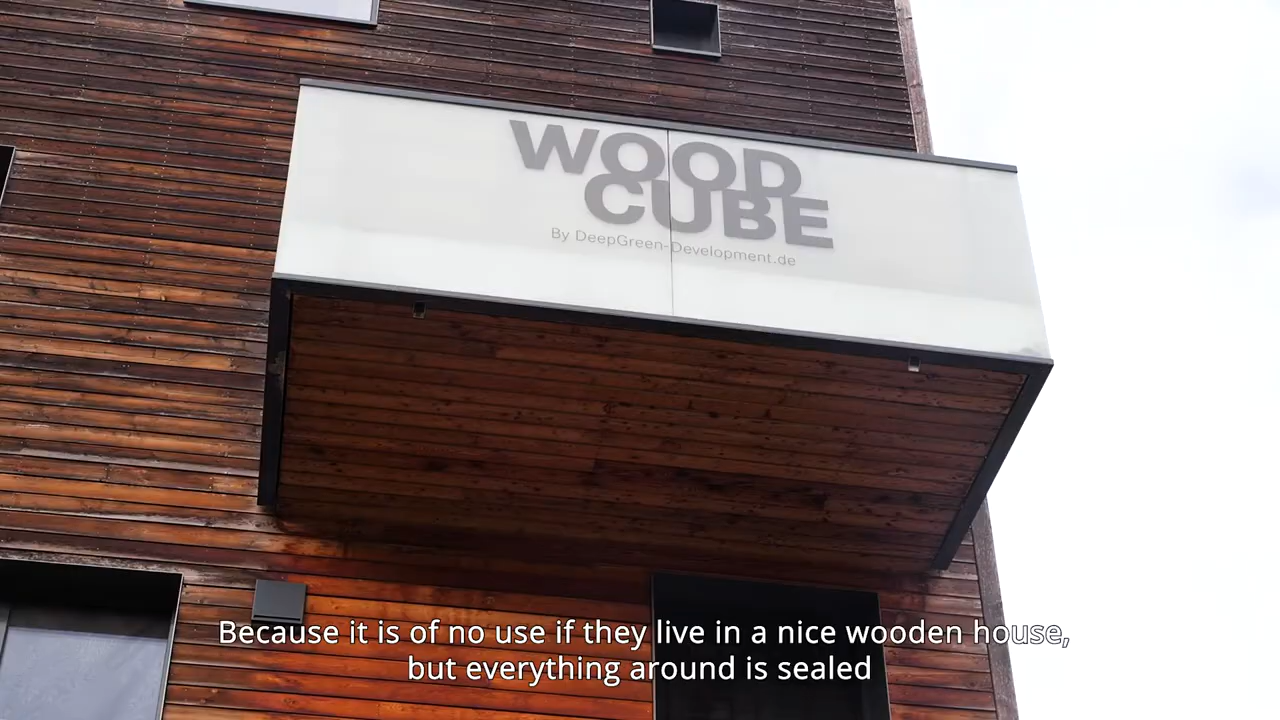 WOOD
CUBE
By DeepGreen-Development.de
Because it is of no use if they live in a nice wooden house,
but everything around is sealed